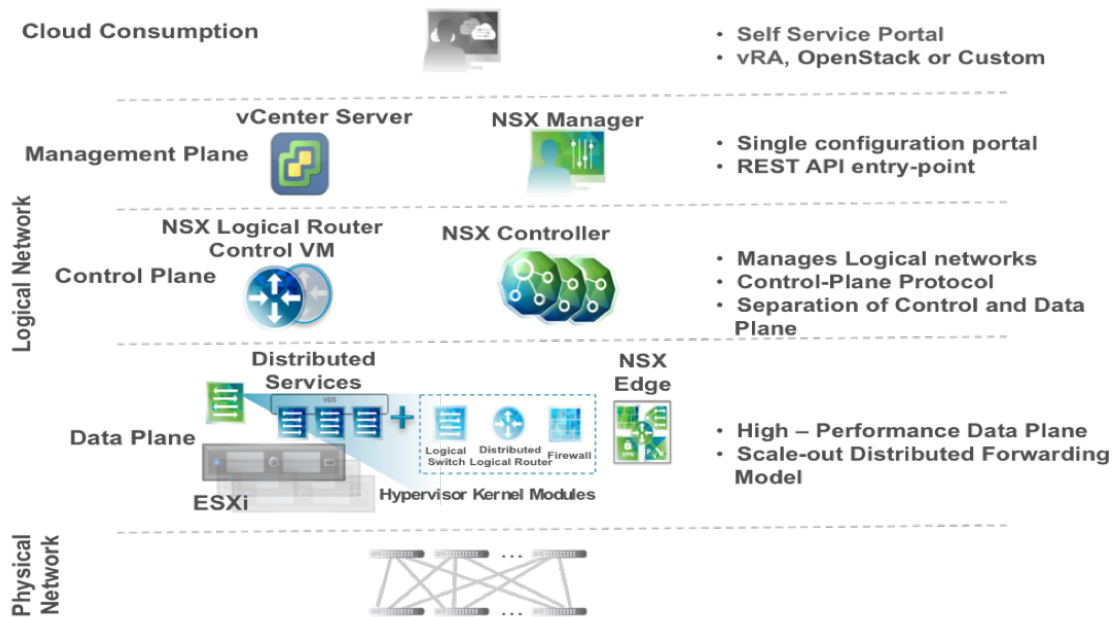 Cloud Consumption
• Self Service Portal
• vRA, OpenStack or Custom
vCenter Server
NSX Manager
Management Plane
• Single configuration portal
• REST API entry-point
Logical Network
NSX Logical Router
Control VM
NSX Controller
Control Plane
• Manages Logical networks
• Control-Plane Protocol
• Separation of Control and Data
Plane
Distributed
Services
NSX
Edge
VDS
Data Plane
Logical
Switch
Distributed
Logical Router
Firewall
• High – Performance Data Plane
• Scale-out Distributed Forwarding
Model
ESXi
Hypervisor Kernel Modules
Physical
Network